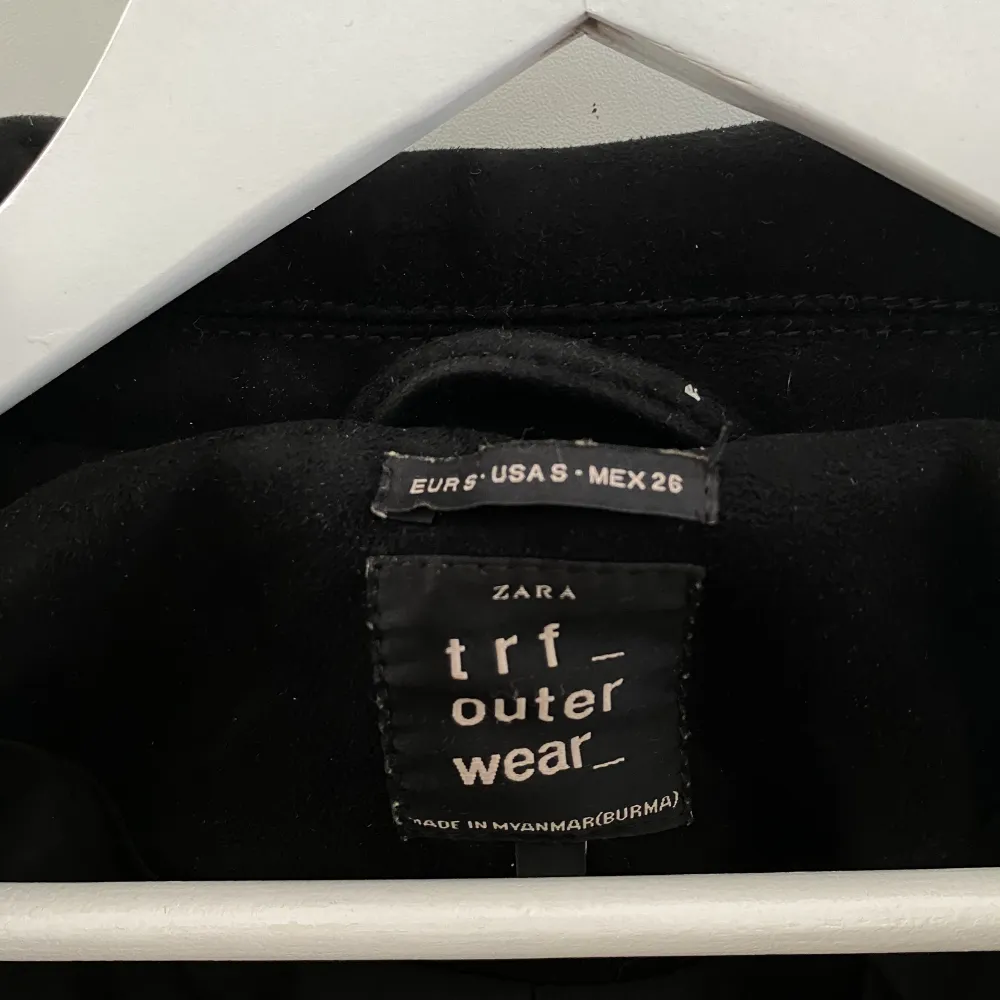 EUR S · USA S · MEX 26
ZARA
trf_
outer
wear_
MADE IN MYANMAR(BURMA)